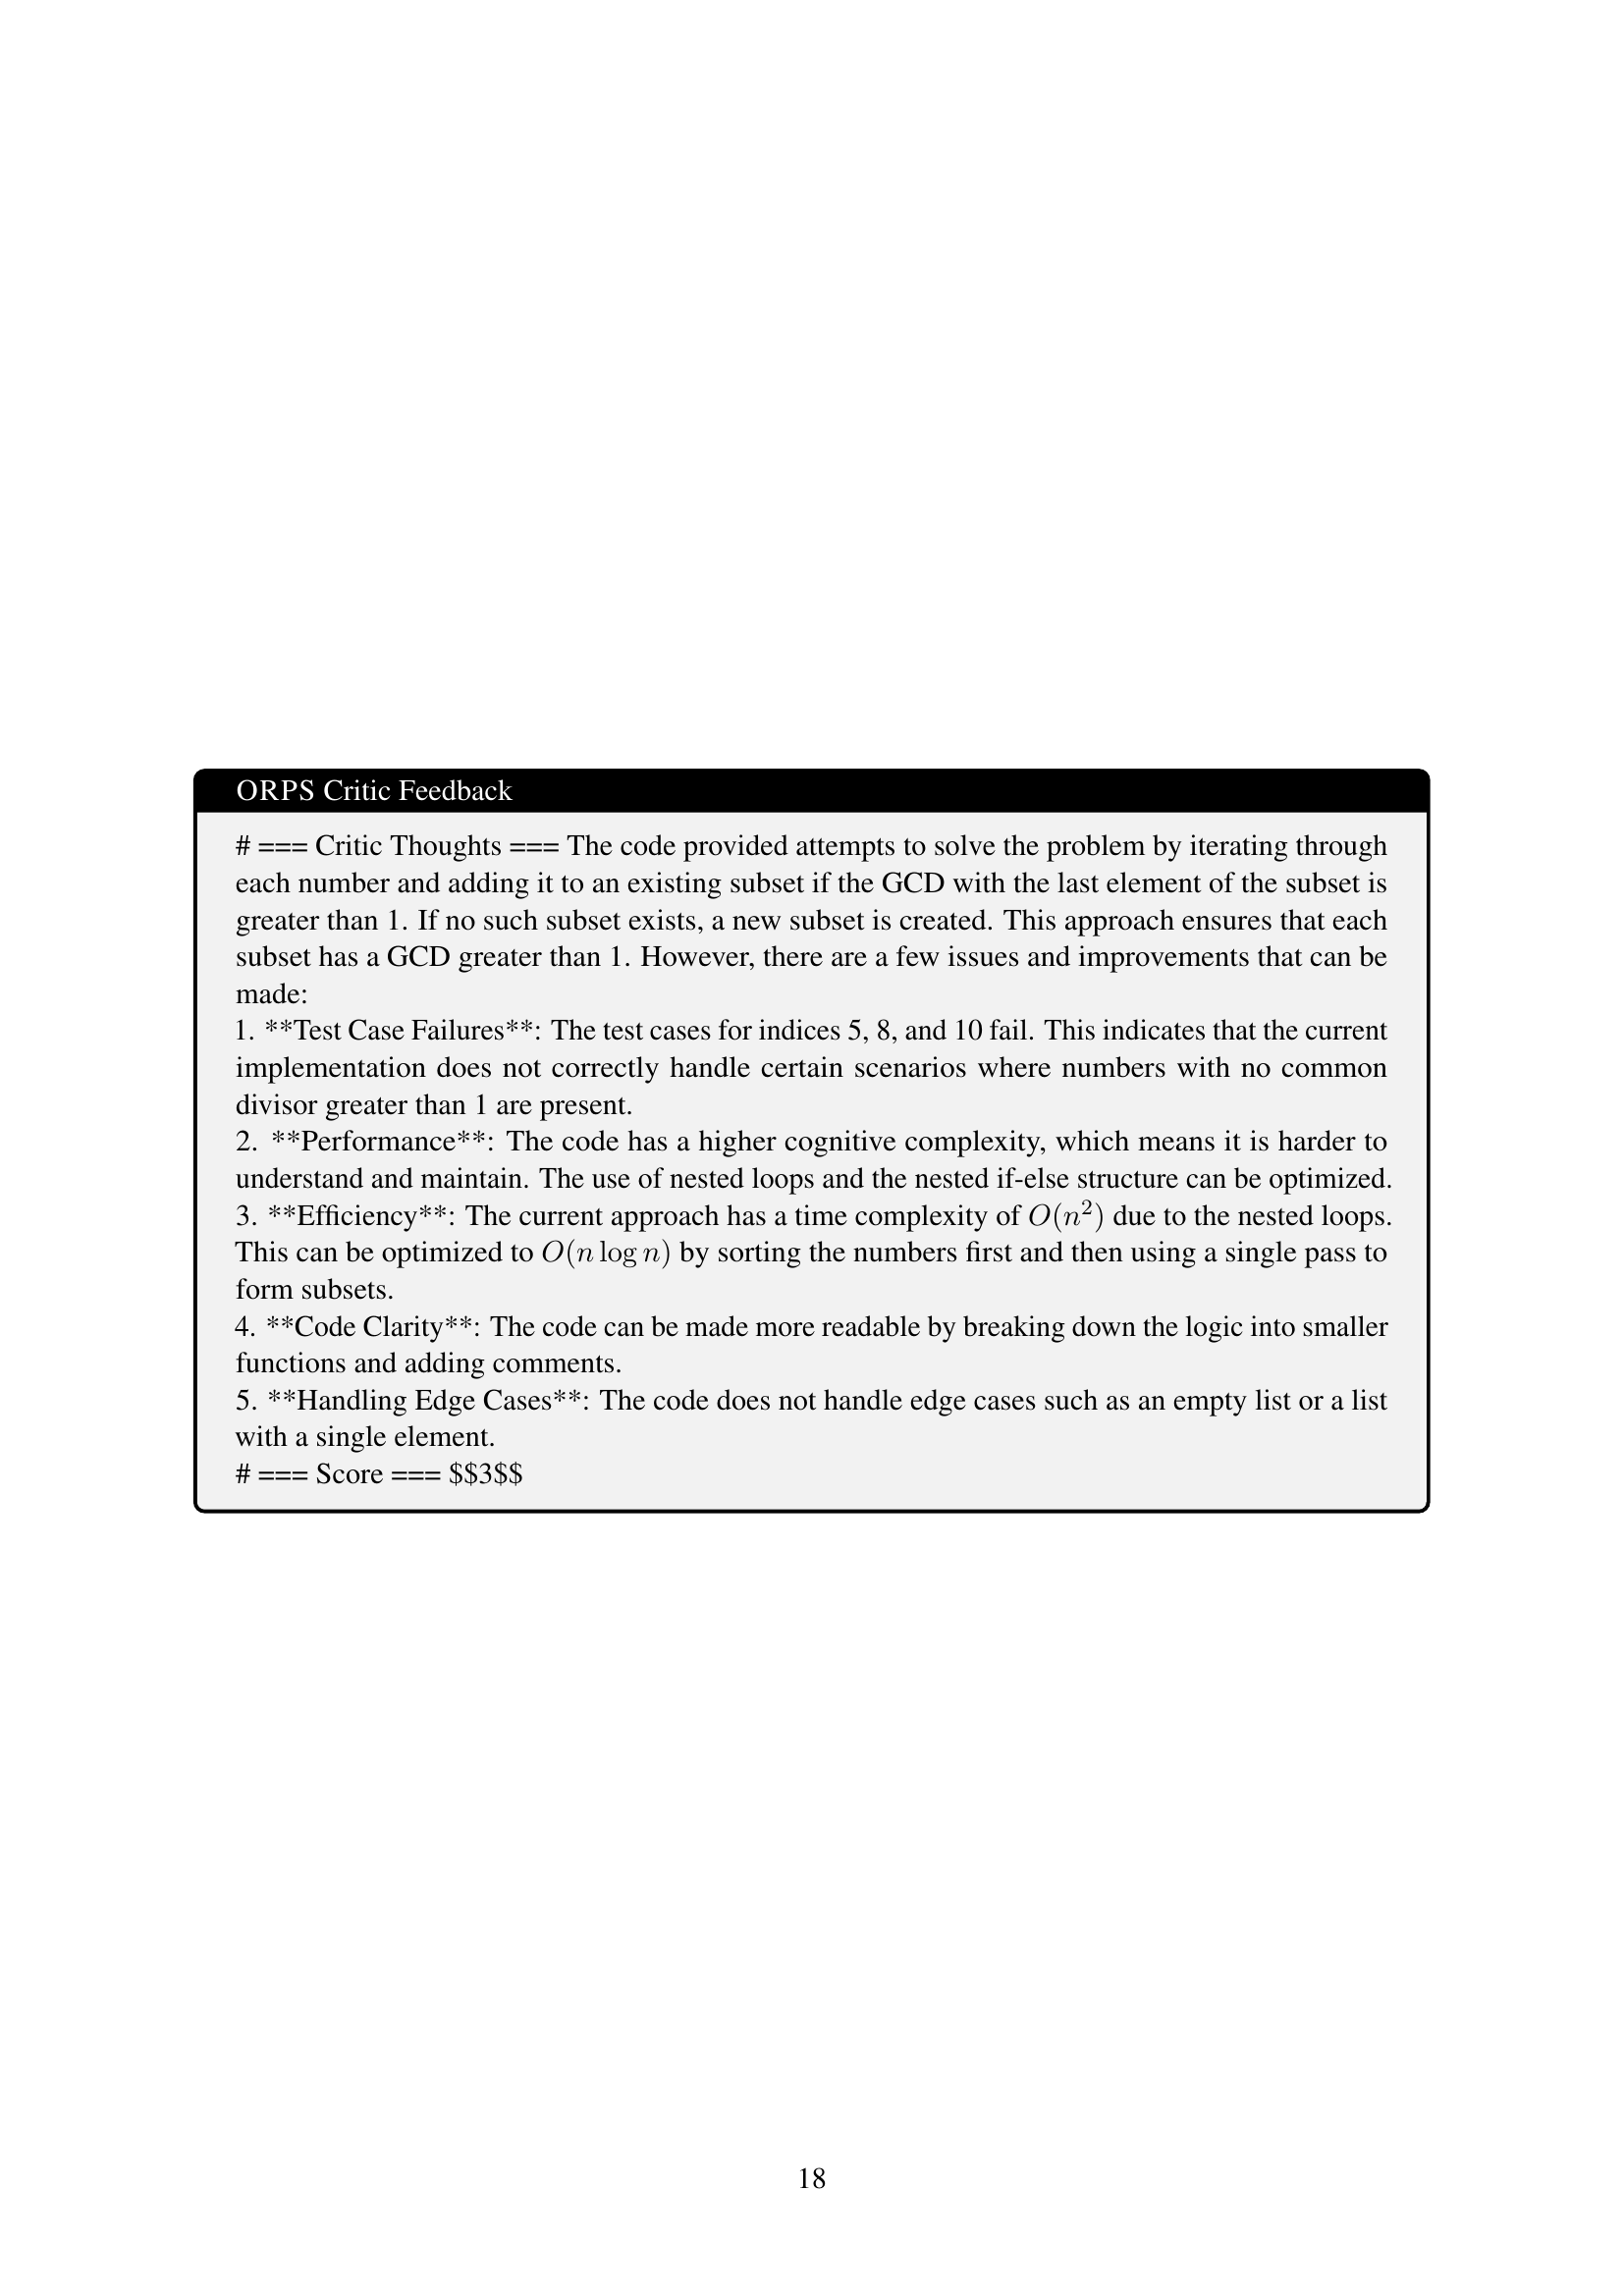 ORPS Critic Feedback
# === Critic Thoughts === The code provided attempts to solve the problem by iterating through
each number and adding it to an existing subset if the GCD with the last element of the subset is
greater than 1. If no such subset exists, a new subset is created. This approach ensures that each
subset has a GCD greater than 1. However, there are a few issues and improvements that can be
made:
1. **Test Case Failures**: The test cases for indices 5, 8, and 10 fail. This indicates that the current
implementation does not correctly handle certain scenarios where numbers with no common
divisor greater than 1 are present.
2. **Performance**: The code has a higher cognitive complexity, which means it is harder to
understand and maintain. The use of nested loops and the nested if-else structure can be optimized.
3. **Efficiency**: The current approach has a time complexity of $O(n^2)$ due to the nested loops.
This can be optimized to $O(n \log n)$ by sorting the numbers first and then using a single pass to
form subsets.
4. **Code Clarity**: The code can be made more readable by breaking down the logic into smaller
functions and adding comments.
5. **Handling Edge Cases**: The code does not handle edge cases such as an empty list or a list
with a single element.
# === Score === $$3$$
18